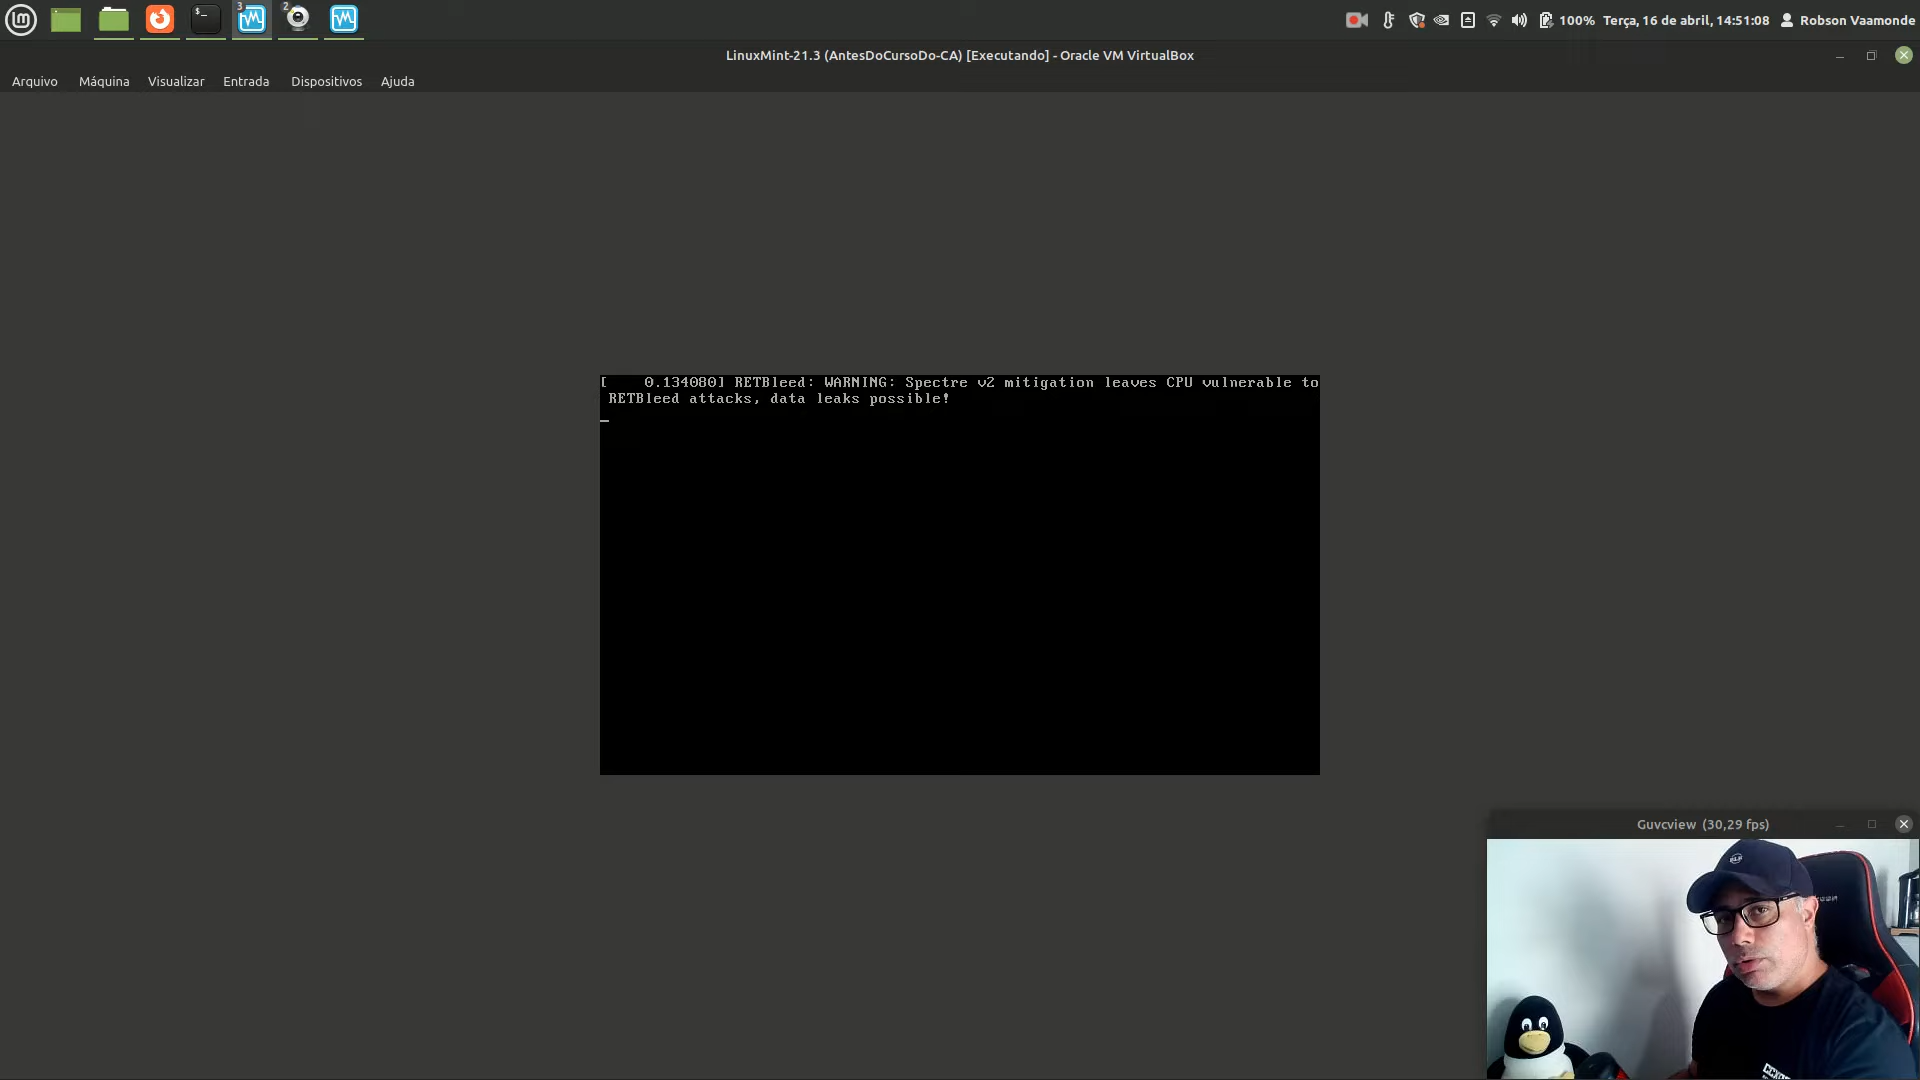 3
$_
2
100%
Terça, 16 de abril, 14:51:08
Robson Vaamonde
LinuxMint-21.3 (AntesDoCursoDo-CA) [Executando] - Oracle VM VirtualBox
Arquivo Máquina Visualizar Entrada Dispositivos Ajuda
[    0.134080] RETBleed: WARNING: Spectre v2 mitigation leaves CPU vulnerable to
RETBleed attacks, data leaks possible!
_
Guvcview (30,29 fps)